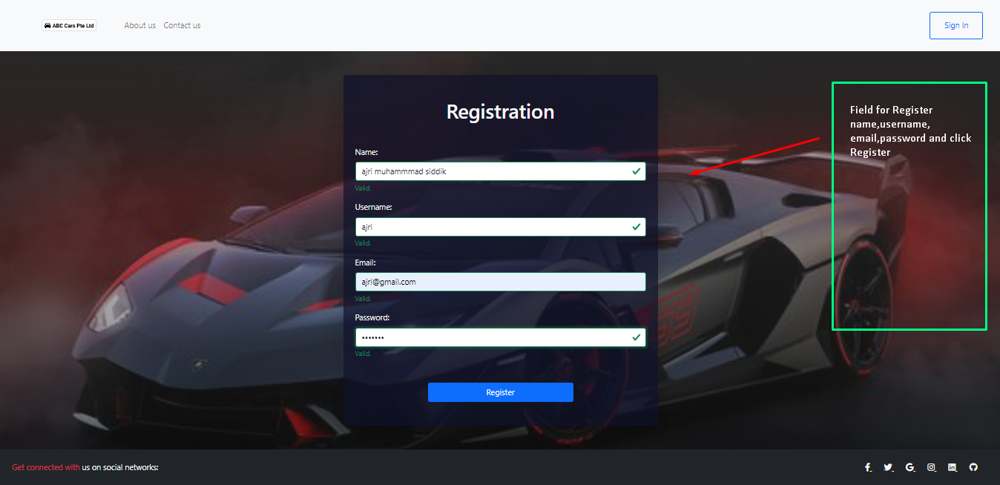 ABC Cars Pte Ltd
About us
Contact us
Sign In
Registration
Name:
ajri muhammmad siddik
Valid.
Username:
ajri
Valid.
Email:
ajri@gmail.com
Valid.
Password:
•••••••
Valid.
Register
Field for Register
name,username,
email,password and click
Register
Get connected with us on social networks: